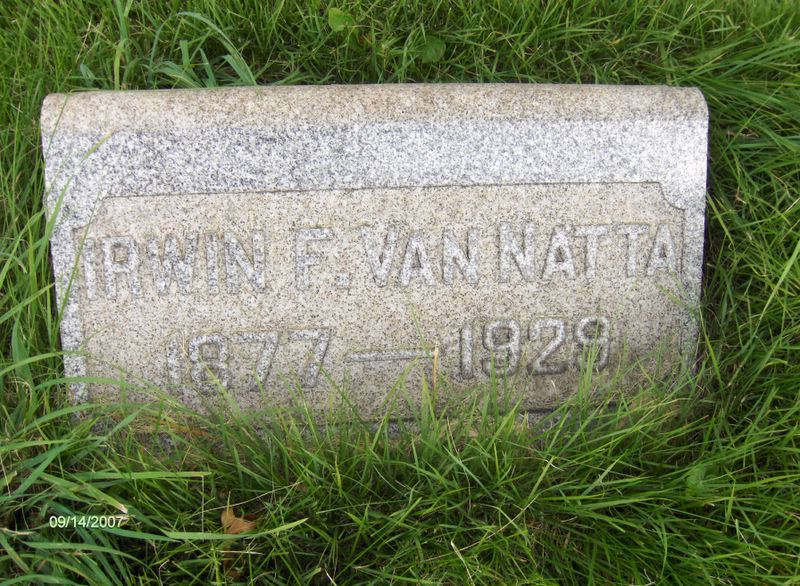 IRWIN F. VAN NATTA
1877 — 1929
09/14/2007